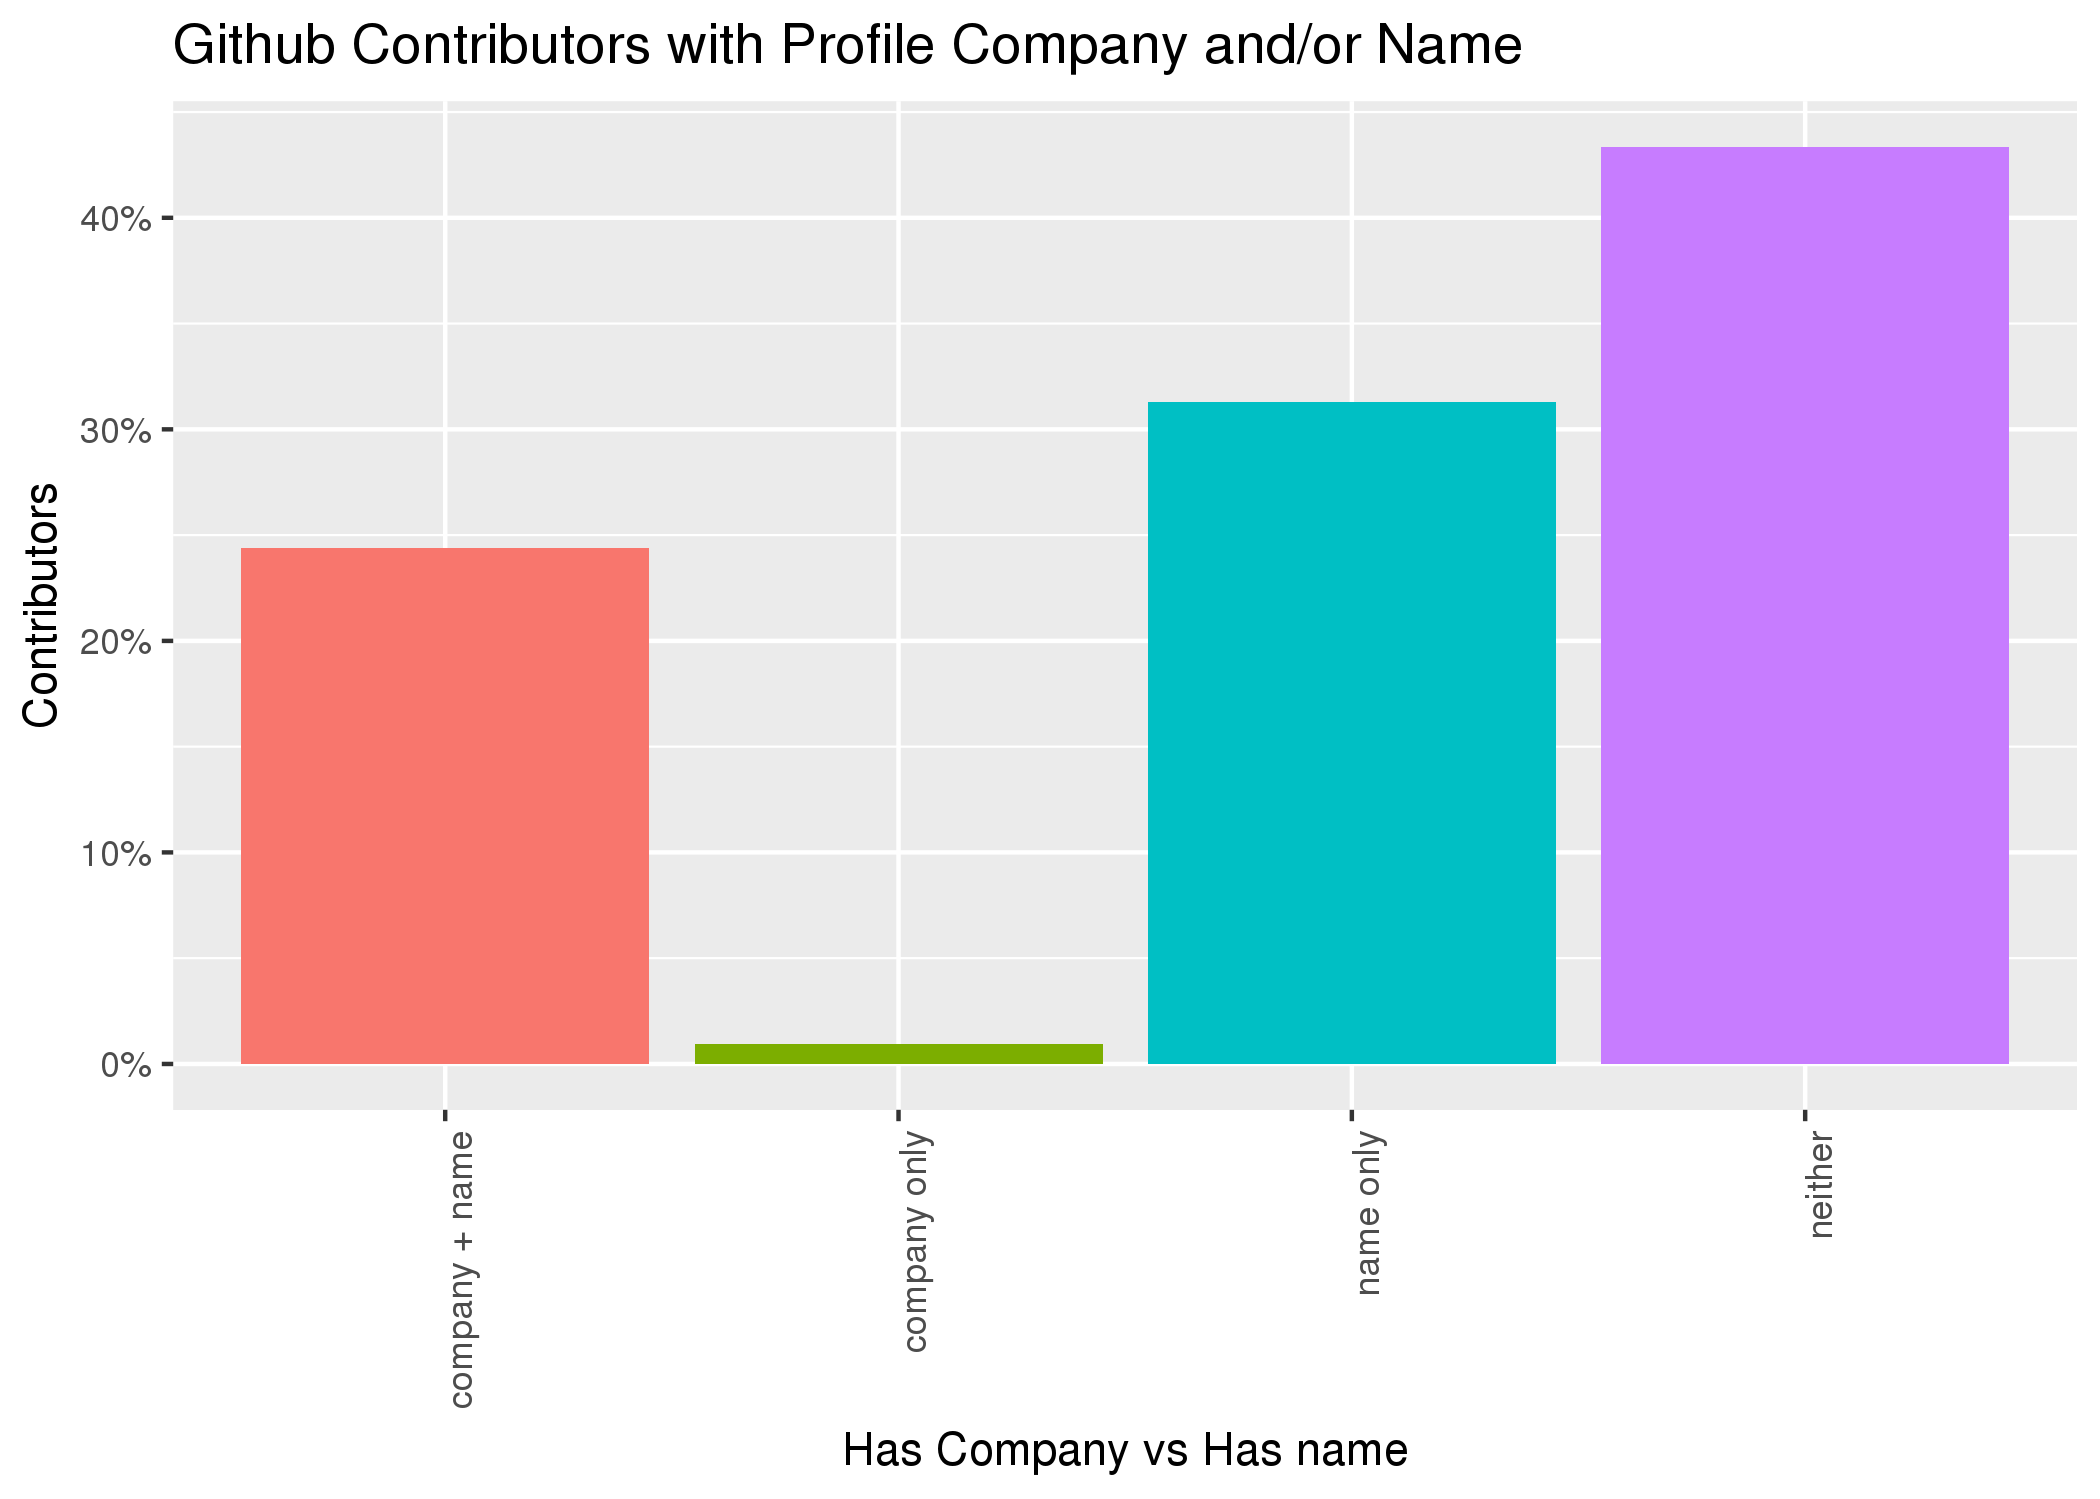 Github Contributors with Profile Company and/or Name
Contributors
40%
30%
20%
10%
0%
company + name
company only
name only
neither
Has Company vs Has name